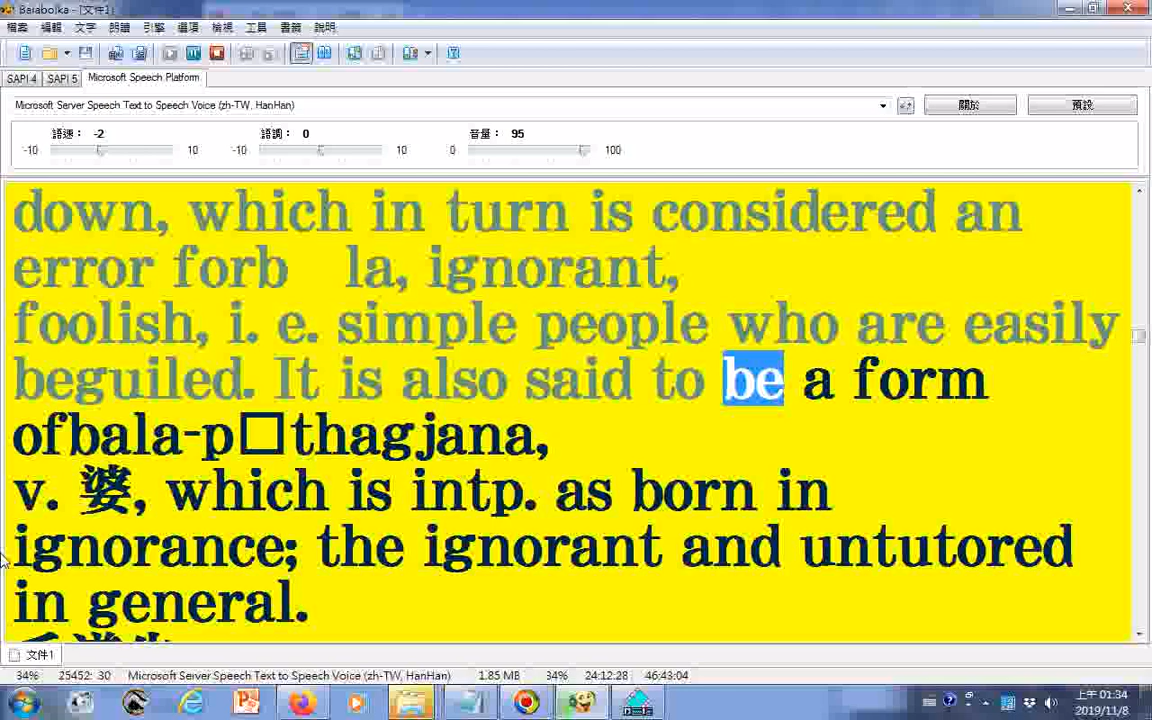 Balabolka - [文件1]
檔案 編輯 文字 朗讀 引擎 選項 檢視 工具 書籤 說明
SAPI 4 SAPI 5 Microsoft Speech Platform
Microsoft Server Speech Text to Speech Voice (zh-TW, HanHan) 關於 預設
語速： -2 語調： 0 音量： 95
-10 10 -10 10 0 100
down, which in turn is considered an
error forb la, ignorant,
foolish, i. e. simple people who are easily
beguiled. It is also said to be a form
ofbala-p□thagjana,
v. 婆, which is intp. as born in
ignorance; the ignorant and untutored
in general.
文件1
34% 25452: 30 Microsoft Server Speech Text to Speech Voice (zh-TW, HanHan) 1.85 MB 34% 24:12:28 46:43:04
上午 01:34
2019/11/8